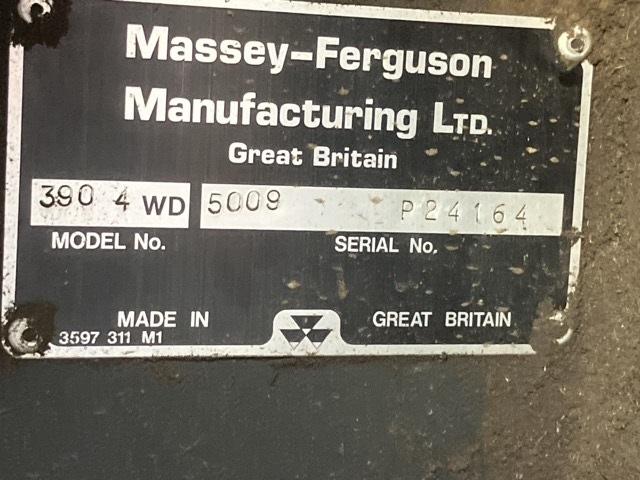 Massey-Ferguson
Manufacturing LTD.
Great Britain
390 4 WD 5009 P24164
MODEL No. SERIAL No.
MADE IN GREAT BRITAIN
3597 311 M1